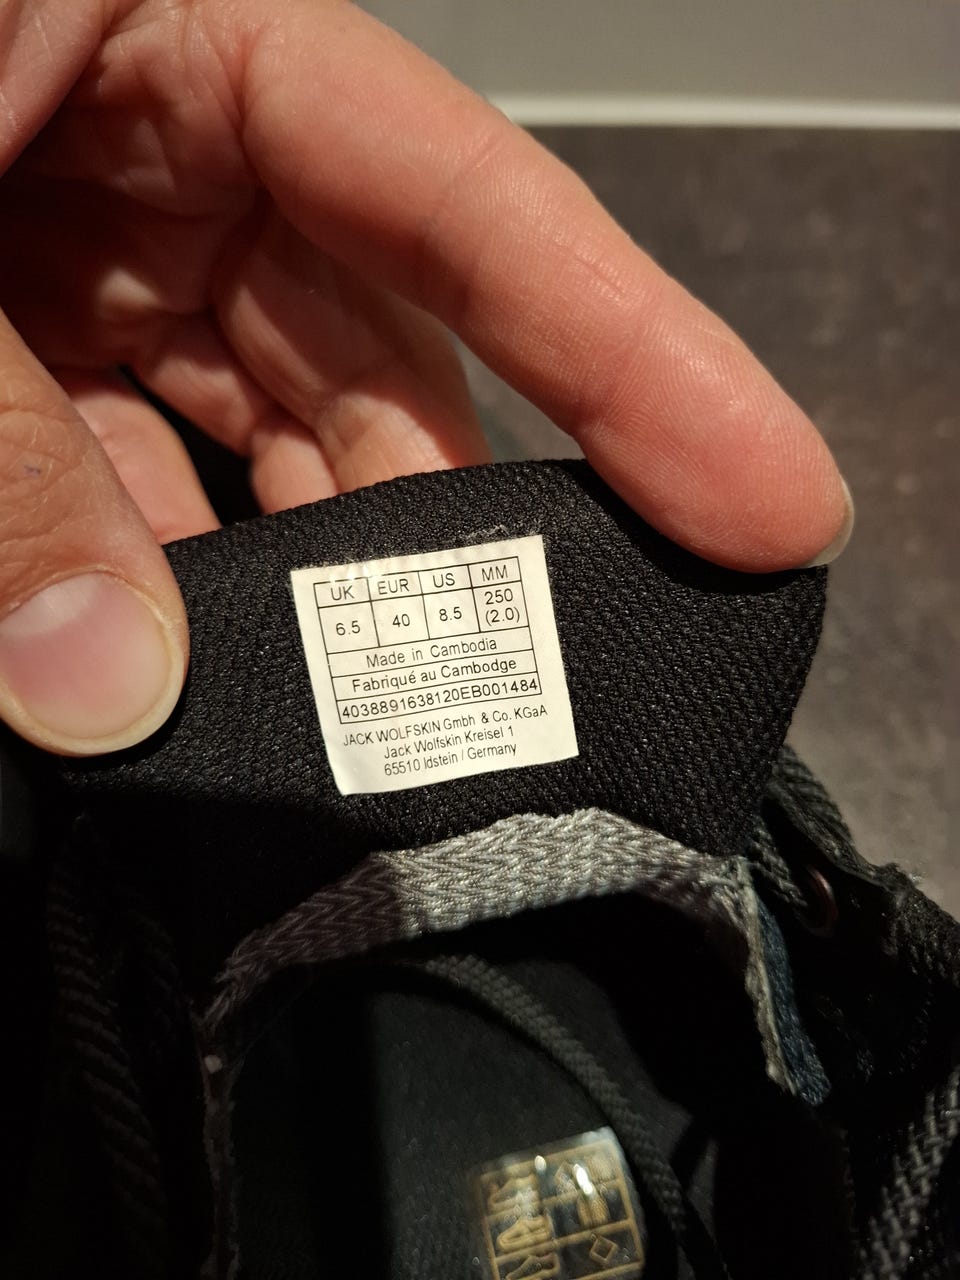 UK EUR US MM
6.5 40 8.5 250 (2.0)
Made in Cambodia
Fabriqué au Cambodge
4038891638120EB001484
JACK WOLFSKIN Gmbh & Co. KGaA
Jack Wolfskin Kreisel 1
65510 Idstein / Germany